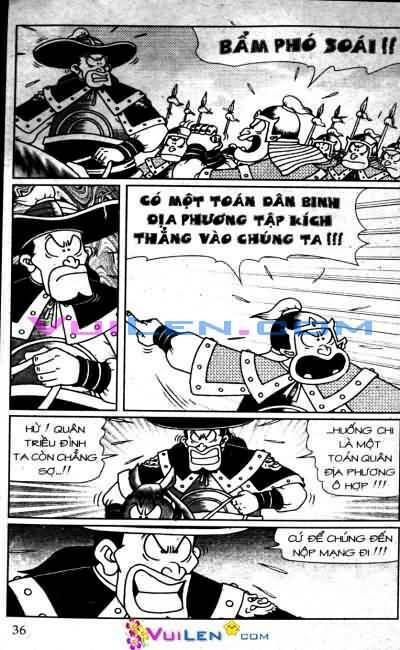 BẨM PHÓ SOÁI !!
CÓ MỘT TOÁN DÂN BINH
ĐỊA PHƯƠNG TẬP KÍCH
THẲNG VÀO CHÚNG TA !!!
VuiLEN.COM
HỪ ! QUÂN
TRIỀU ĐÌNH
TA CÒN CHẲNG
SỢ...!!
...HUỐNG CHI
LÀ MỘT
TOÁN QUÂN
ĐỊA PHƯƠNG
Ô HỢP !!!
CỨ ĐỂ CHÚNG ĐẾN
NỘP MẠNG ĐI !!!
36
VuiLEN.COM